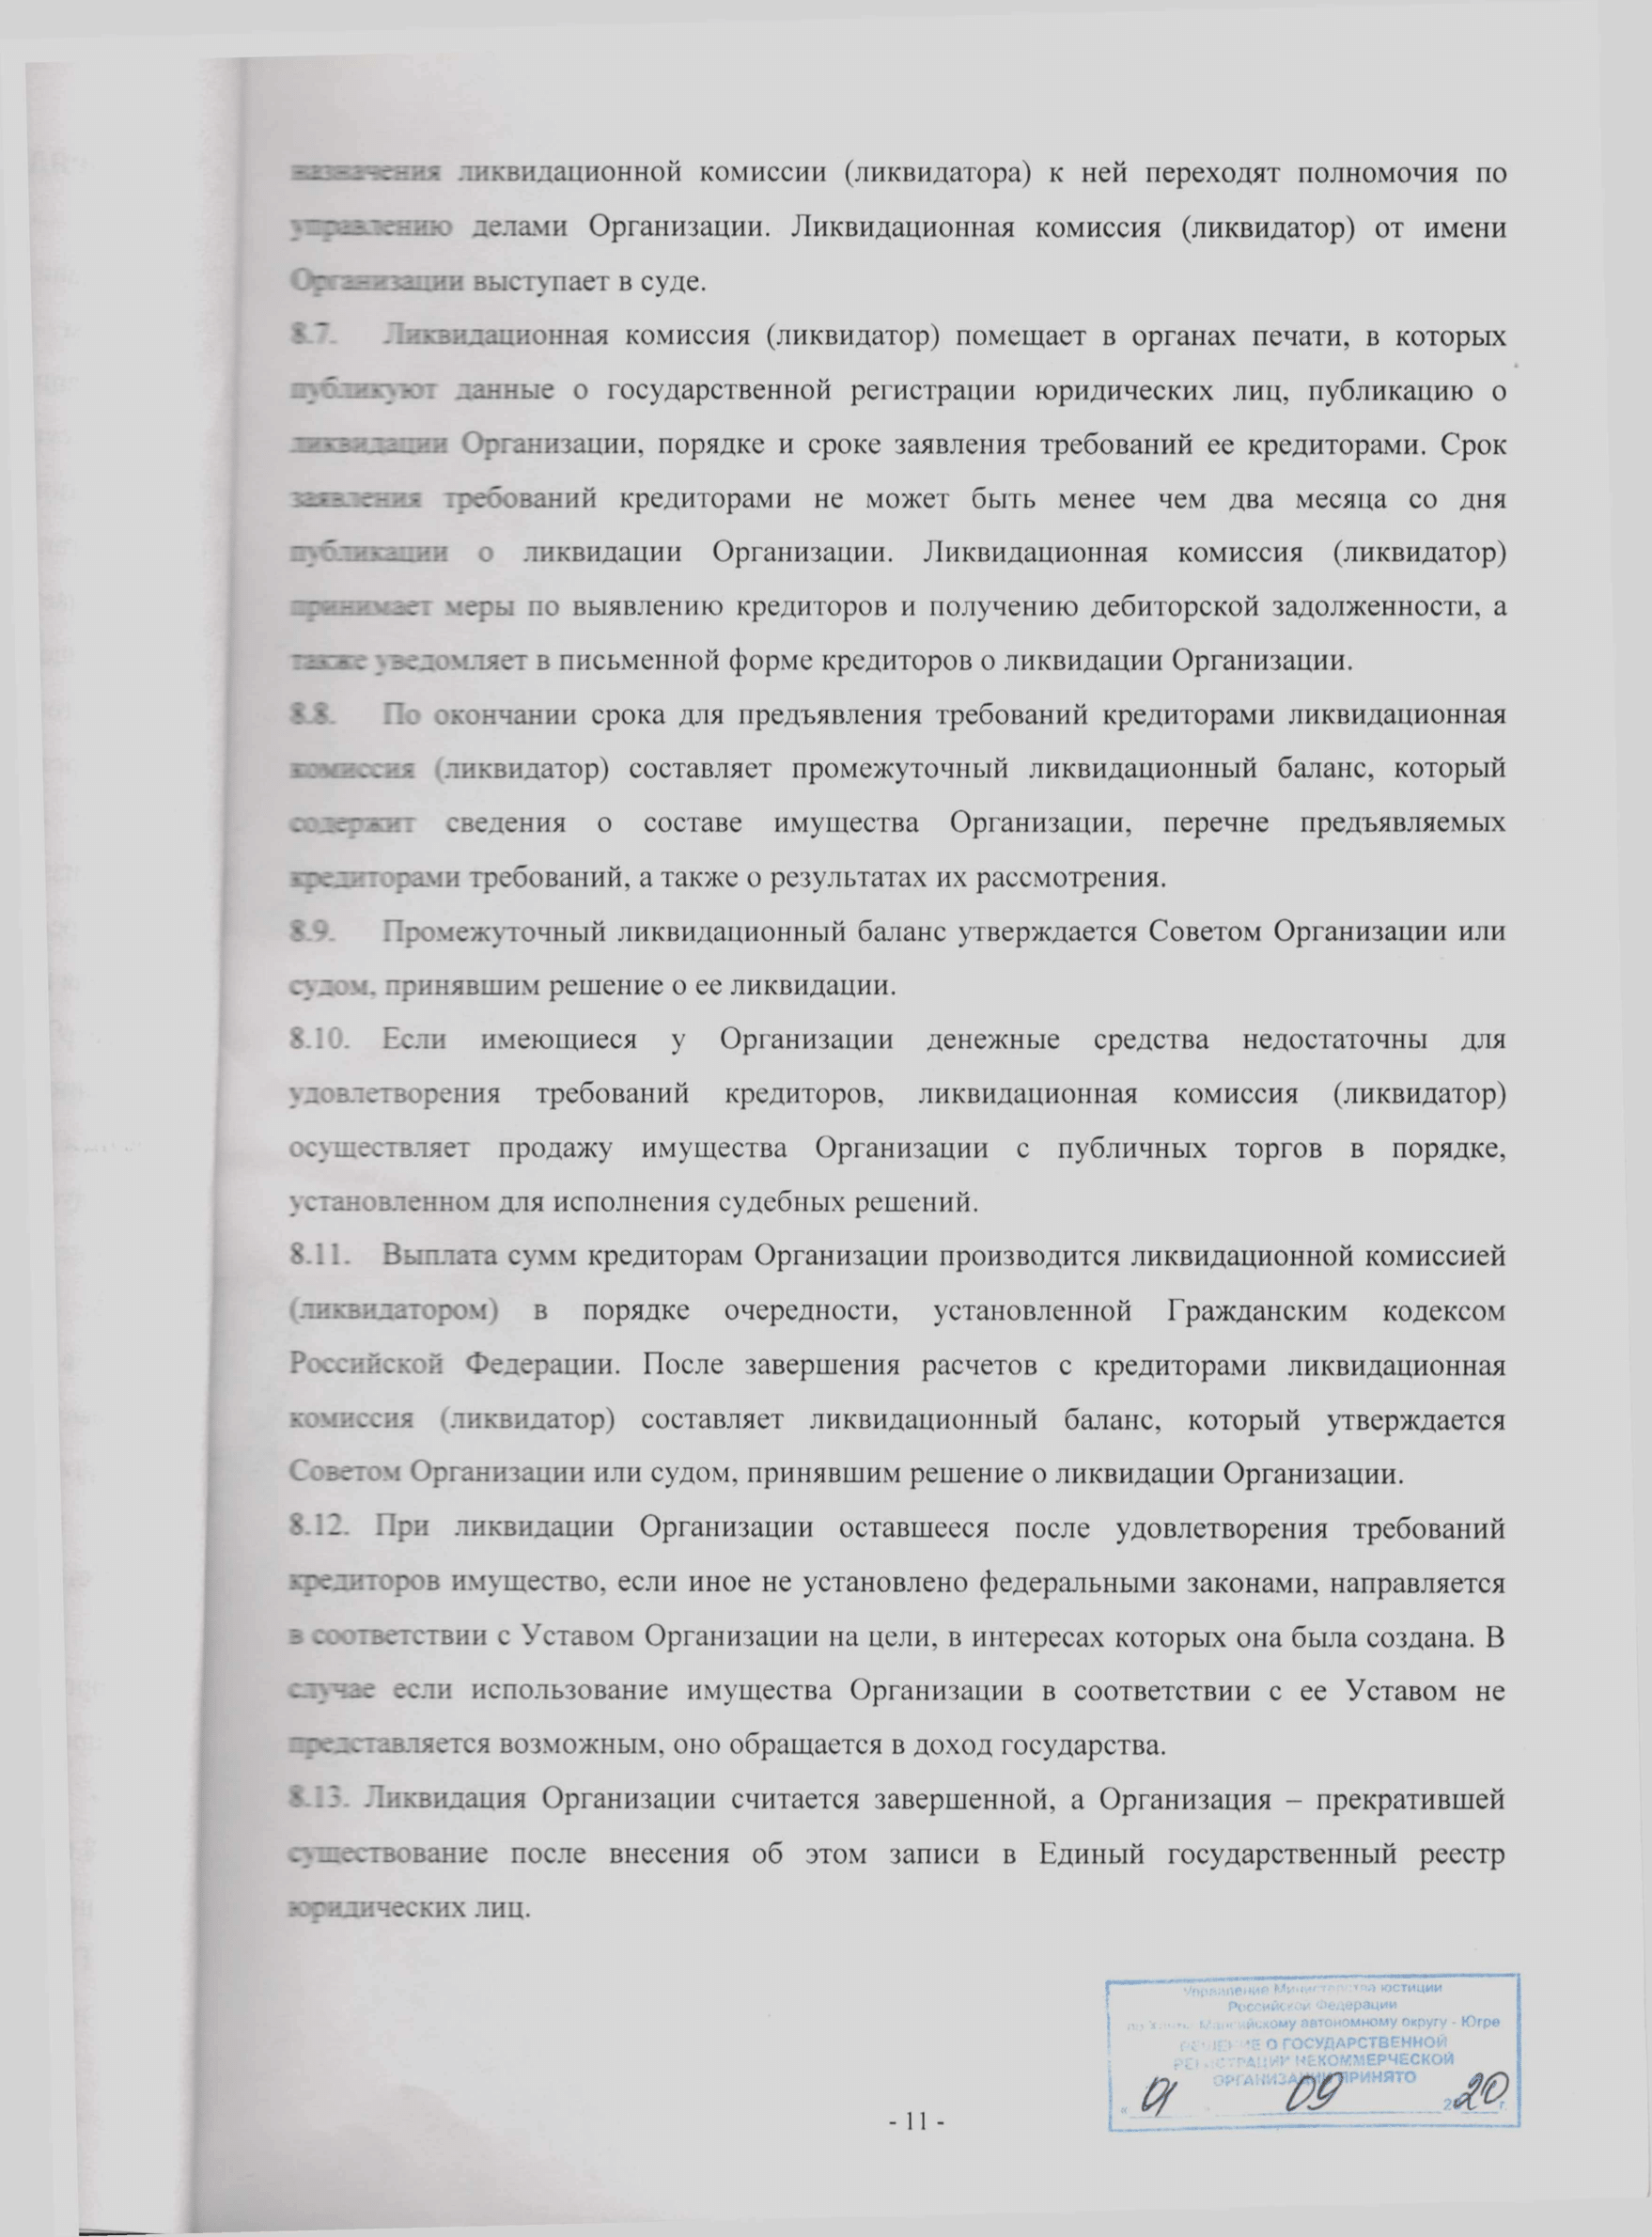 назначения ликвидационной комиссии (ликвидатора) к ней переходят полномочия по
управлению делами Организации. Ликвидационная комиссия (ликвидатор) от имени
Организации выступает в суде.
8.7. Ликвидационная комиссия (ликвидатор) помещает в органах печати, в которых
публикуют данные о государственной регистрации юридических лиц, публикацию о
ликвидации Организации, порядке и сроке заявления требований ее кредиторами. Срок
заявления требований кредиторами не может быть менее чем два месяца со дня
публикации о ликвидации Организации. Ликвидационная комиссия (ликвидатор)
принимает меры по выявлению кредиторов и получению дебиторской задолженности, а
также уведомляет в письменной форме кредиторов о ликвидации Организации.
8.8. По окончании срока для предъявления требований кредиторами ликвидационная
комиссия (ликвидатор) составляет промежуточный ликвидационный баланс, который
содержит сведения о составе имущества Организации, перечне предъявляемых
кредиторами требований, а также о результатах их рассмотрения.
8.9. Промежуточный ликвидационный баланс утверждается Советом Организации или
судом, принявшим решение о ее ликвидации.
8.10. Если имеющиеся у Организации денежные средства недостаточны для
удовлетворения требований кредиторов, ликвидационная комиссия (ликвидатор)
осуществляет продажу имущества Организации с публичных торгов в порядке,
установленном для исполнения судебных решений.
8.11. Выплата сумм кредиторам Организации производится ликвидационной комиссией
(ликвидатором) в порядке очередности, установленной Гражданским кодексом
Российской Федерации. После завершения расчетов с кредиторами ликвидационная
комиссия (ликвидатор) составляет ликвидационный баланс, который утверждается
Советом Организации или судом, принявшим решение о ликвидации Организации.
8.12. При ликвидации Организации оставшееся после удовлетворения требований
кредиторов имущество, если иное не установлено федеральными законами, направляется
в соответствии с Уставом Организации на цели, в интересах которых она была создана. В
случае если использование имущества Организации в соответствии с ее Уставом не
представляется возможным, оно обращается в доход государства.
8.13. Ликвидация Организации считается завершенной, а Организация – прекратившей
существование после внесения об этом записи в Единый государственный реестр
юридических лиц.
Управление Министерства юстиции
Российской Федерации
по Ханты-Мансийскому автономному округу - Югре
РЕШЕНИЕ О ГОСУДАРСТВЕННОЙ
РЕГИСТРАЦИИ НЕКОММЕРЧЕСКОЙ
ОРГАНИЗАЦИИ ПРИНЯТО
09 2020 г.
- 11 -